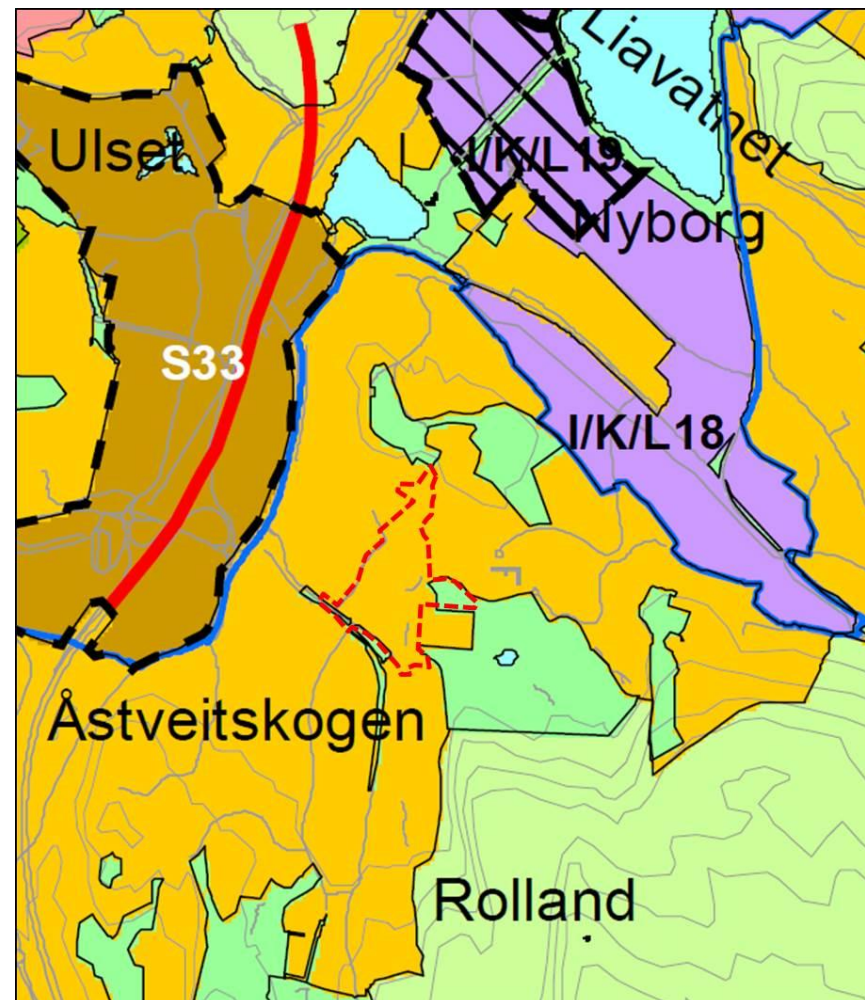 Liavatnet
Ulset
I/K/L19
Nyborg
S33
I/K/L18
Åstveitskogen
Rolland